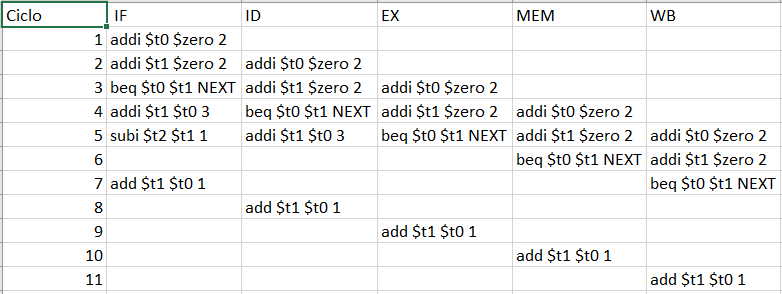 Ciclo IF ID EX MEM WB
1 addi $t0 $zero 2
2 addi $t1 $zero 2 addi $t0 $zero 2
3 beq $t0 $t1 NEXT addi $t1 $zero 2 addi $t0 $zero 2
4 addi $t1 $t0 3 beq $t0 $t1 NEXT addi $t1 $zero 2 addi $t0 $zero 2
5 subi $t2 $t1 1 addi $t1 $t0 3 beq $t0 $t1 NEXT addi $t1 $zero 2 addi $t0 $zero 2
6 beq $t0 $t1 NEXT addi $t1 $zero 2
7 add $t1 $t0 1 beq $t0 $t1 NEXT
8 add $t1 $t0 1
9 add $t1 $t0 1
10 add $t1 $t0 1
11 add $t1 $t0 1